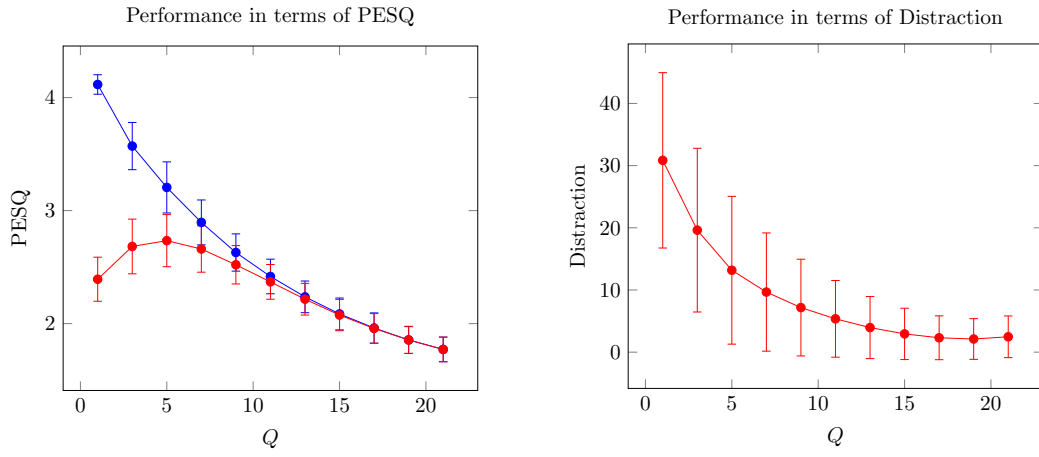 Performance in terms of PESQ
4
3
2
PESQ
0 5 10 15 20
Q
Performance in terms of Distraction
40
30
20
10
0
Distraction
0 5 10 15 20
Q